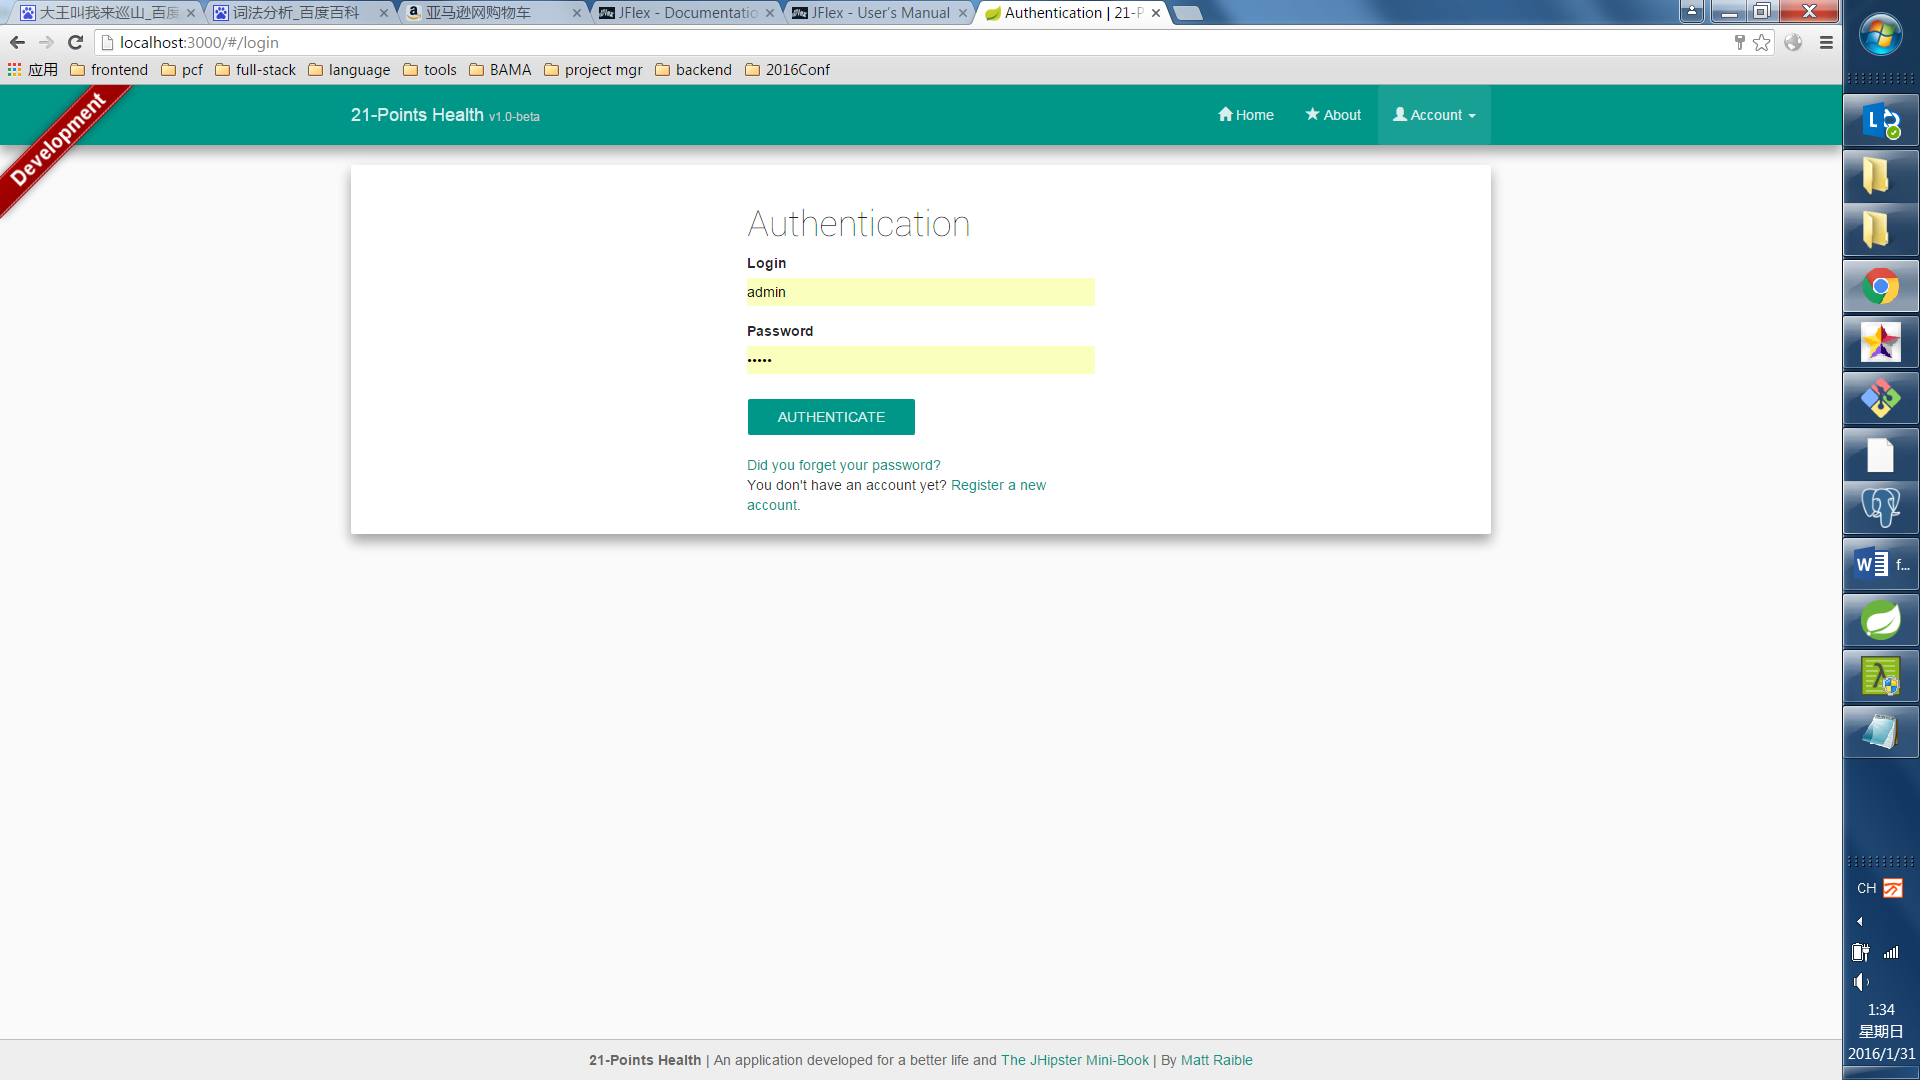 大王叫我来巡山_百度
词法分析_百度百科
亚马逊网购物车
JFlex - Documentatio
JFlex - User's Manual
Authentication | 21-P
localhost:3000/#/login
应用 frontend pcf full-stack language tools BAMA project mgr backend 2016Conf
Development
21-Points Health v1.0-beta
Home
About
Account
Authentication
Login
admin
Password
•••••
AUTHENTICATE
Did you forget your password?
You don't have an account yet? Register a new
account.
21-Points Health | An application developed for a better life and The JHipster Mini-Book | By Matt Raible
f...
CH
1:34
星期日
2016/1/31